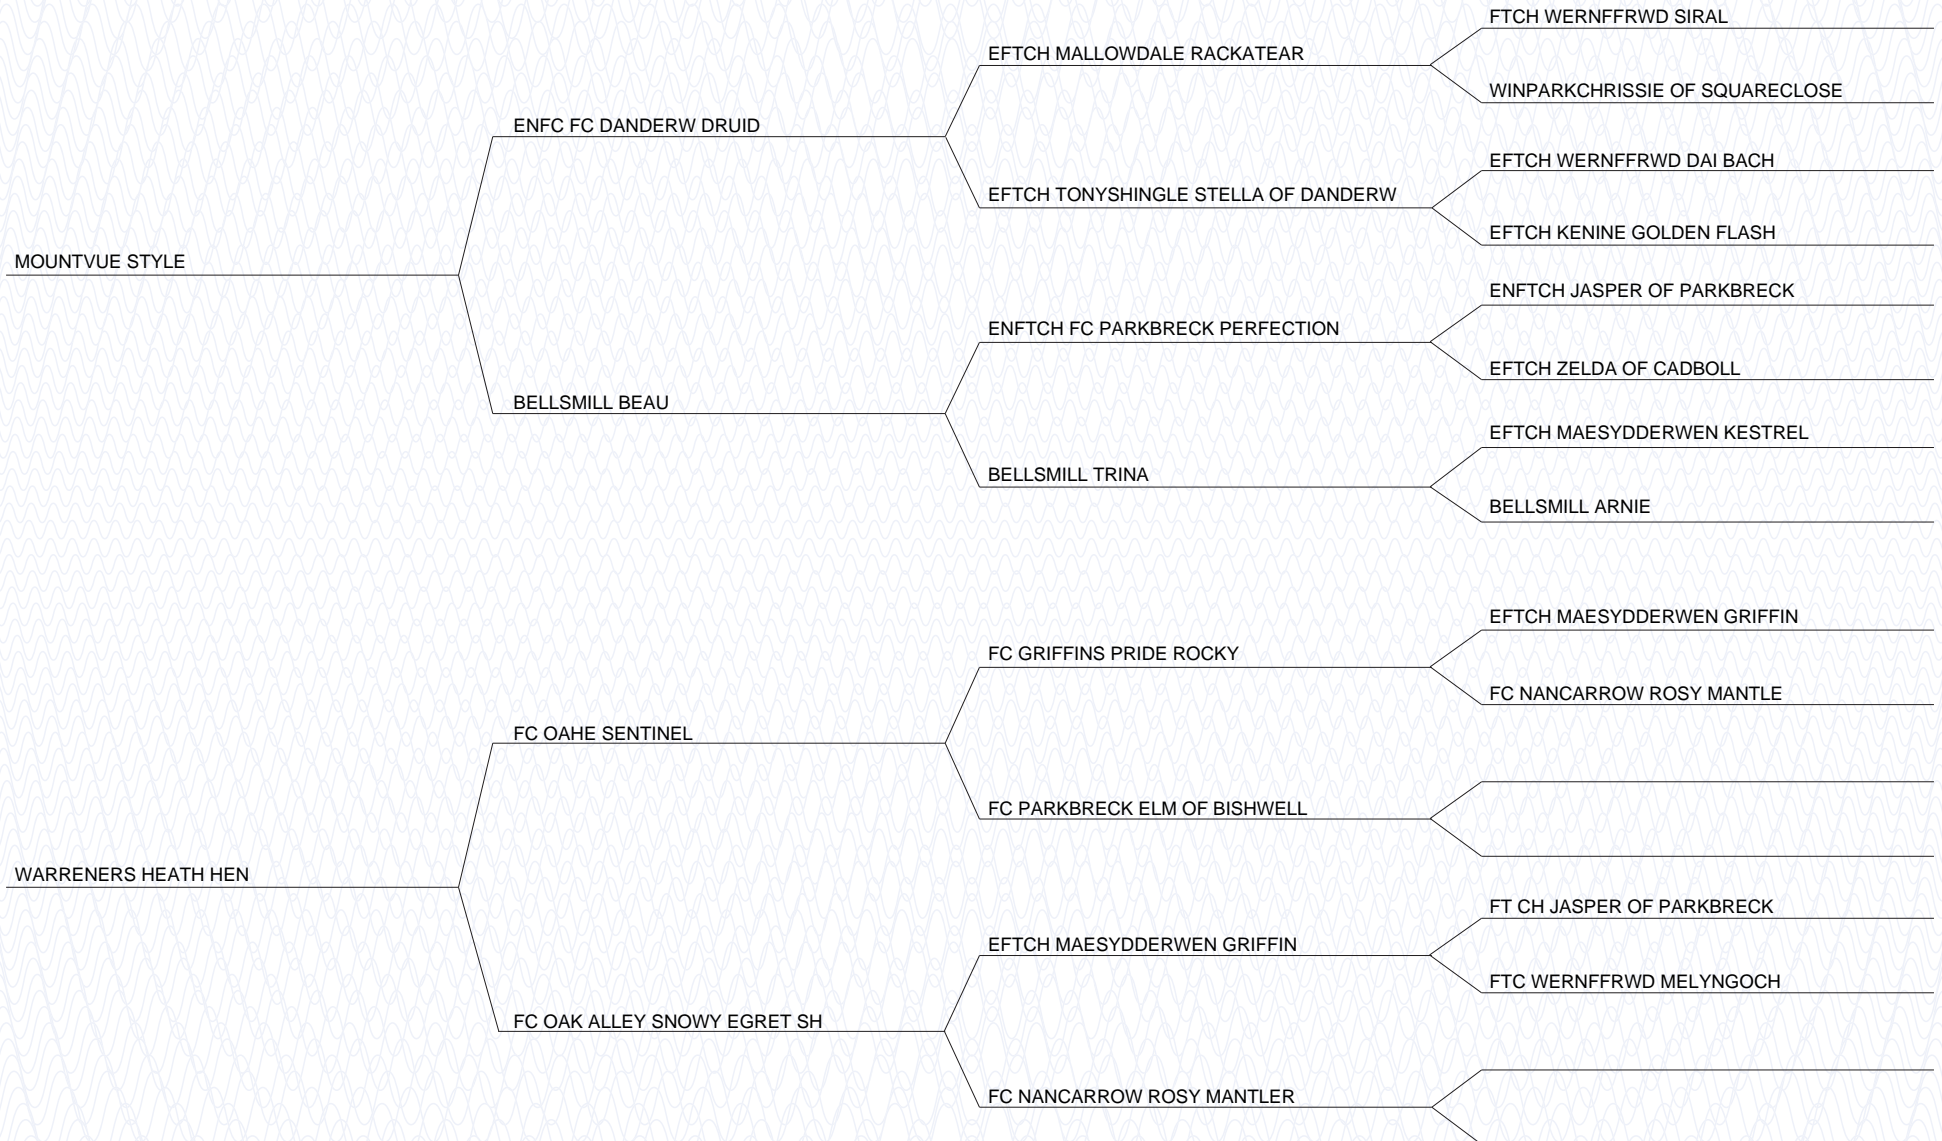 FTCH WERNFFRWD SIRAL
EFTCH MALLOWDALE RACKATEAR
WINPARKCHRISSIE OF SQUARECLOSE
ENFC FC DANDERW DRUID
EFTCH WERNFFRWD DAI BACH
EFTCH TONYSHINGLE STELLA OF DANDERW
EFTCH KENINE GOLDEN FLASH
MOUNTVUE STYLE
ENFTCH JASPER OF PARKBRECK
ENFTCH FC PARKBRECK PERFECTION
EFTCH ZELDA OF CADBOLL
BELLSMILL BEAU
EFTCH MAESYDDERWEN KESTREL
BELLSMILL TRINA
BELLSMILL ARNIE
EFTCH MAESYDDERWEN GRIFFIN
FC GRIFFINS PRIDE ROCKY
FC NANCARROW ROSY MANTLE
FC OAHE SENTINEL
FC PARKBRECK ELM OF BISHWELL
WARRENERS HEATH HEN
FT CH JASPER OF PARKBRECK
EFTCH MAESYDDERWEN GRIFFIN
FTC WERNFFRWD MELYNGOCH
FC OAK ALLEY SNOWY EGRET SH
FC NANCARROW ROSY MANTLER